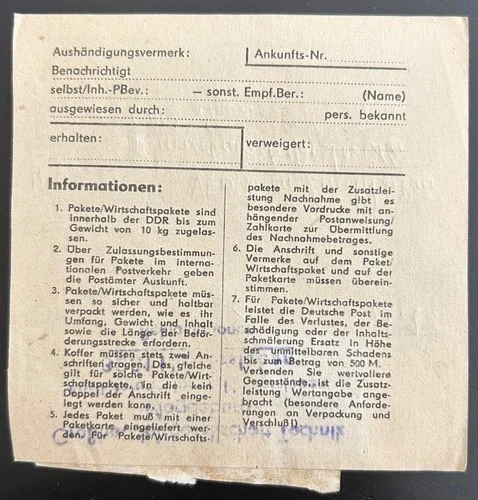 Aushändigungsvermerk:
Ankunfts-Nr.
Benachrichtigt
selbst/Inh.-PBev.: — sonst. Empf.Ber.: (Name)
ausgewiesen durch: pers. bekannt
erhalten:
verweigert:
Informationen:
1. Pakete/Wirtschaftspakete sind
innerhalb der DDR bis zum
Gewicht von 10 kg zugelas-
sen.
2. Über Zulassungsbestimmun-
gen für Pakete im interna-
tionalen Postverkehr geben
die Postämter Auskunft.
3. Pakete/Wirtschaftspakete müs-
sen so sicher und haltbar
verpackt werden, wie es ihr
Umfang, Gewicht und Inhalt
sowie die Länge der Beför-
derungsstrecke erfordern.
4. Koffer müssen stets zwei An-
schriften tragen. Das gleiche
gilt für solche Pakete/Wirt-
schaftspakete, in die kein
Doppel der Anschrift einge-
legt werden kann.
5. Jedes Paket muß mit einer
Paketkarte eingeliefert wer-
den. Für Pakete/Wirtschafts-
pakete mit der Zusatzlei-
stung Nachnahme gibt es
besondere Vordrucke mit an-
hängender Postanweisung/
Zahlkarte zur Übermittlung
des Nachnahmebetrages.
6. Die Anschrift und sonstige
Vermerke auf dem Paket/
Wirtschaftspaket und auf der
Paketkarte müssen überein-
stimmen.
7. Für Pakete/Wirtschaftspakete
leistet die Deutsche Post im
Falle des Verlustes, der Be-
schädigung oder der Inhalts-
schmälerung Ersatz in Höhe
des unmittelbaren Schadens
bis zum Betrag von 500 M.
Versenden Sie wertvollere
Gegenstände, ist die Zusatz-
leistung Wertangabe ange-
bracht (besondere Anforde-
rungen an Verpackung und
Verschluß!).